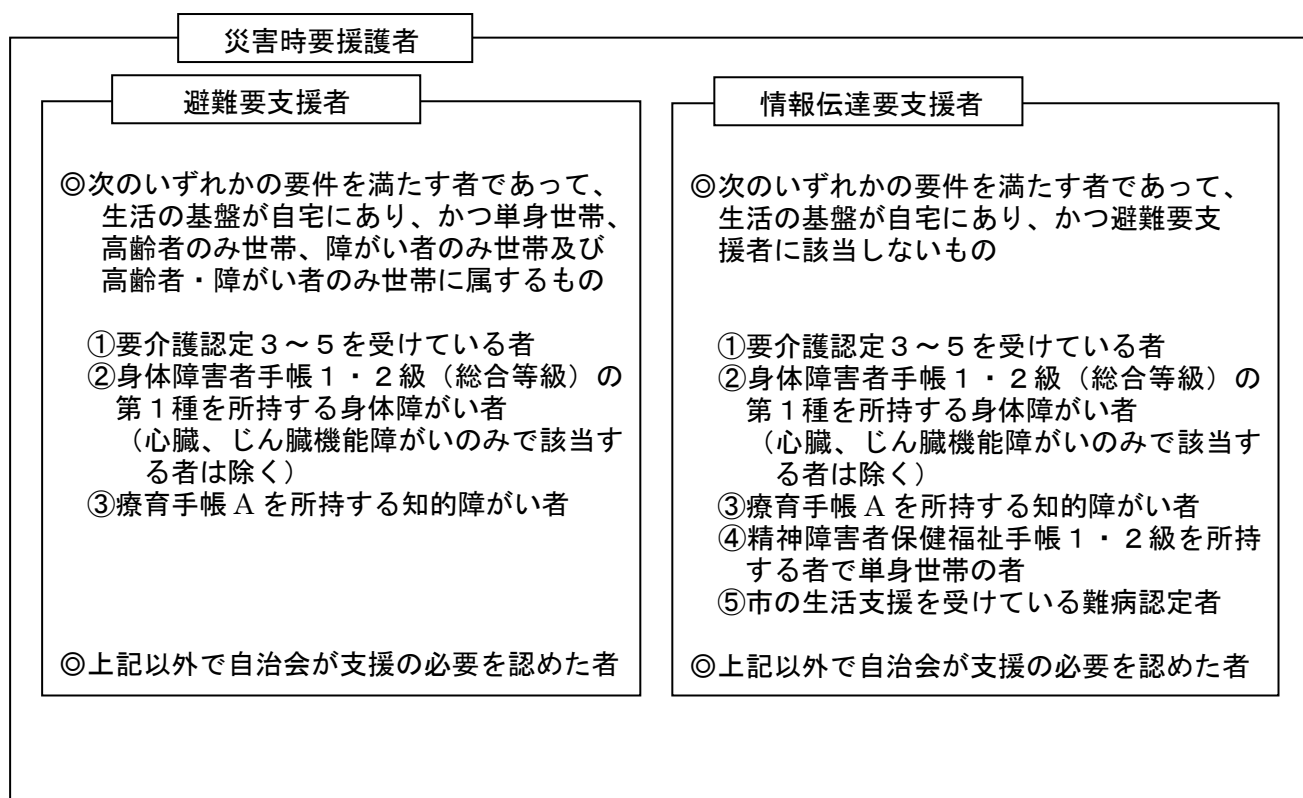 災害時要援護者
避難要支援者
◎次のいずれかの要件を満たす者であって、
生活の基盤が自宅にあり、かつ単身世帯、
高齢者のみ世帯、障がい者のみ世帯及び
高齢者・障がい者のみ世帯に属するもの
①要介護認定３～５を受けている者
②身体障害者手帳１・２級（総合等級）の
第１種を所持する身体障がい者
（心臓、じん臓機能障がいのみで該当す
る者は除く）
③療育手帳 A を所持する知的障がい者
◎上記以外で自治会が支援の必要を認めた者
情報伝達要支援者
◎次のいずれかの要件を満たす者であって、
生活の基盤が自宅にあり、かつ避難要支
援者に該当しないもの
①要介護認定３～５を受けている者
②身体障害者手帳１・２級（総合等級）の
第１種を所持する身体障がい者
（心臓、じん臓機能障がいのみで該当す
る者は除く）
③療育手帳 A を所持する知的障がい者
④精神障害者保健福祉手帳１・２級を所持
する者で単身世帯の者
⑤市の生活支援を受けている難病認定者
◎上記以外で自治会が支援の必要を認めた者